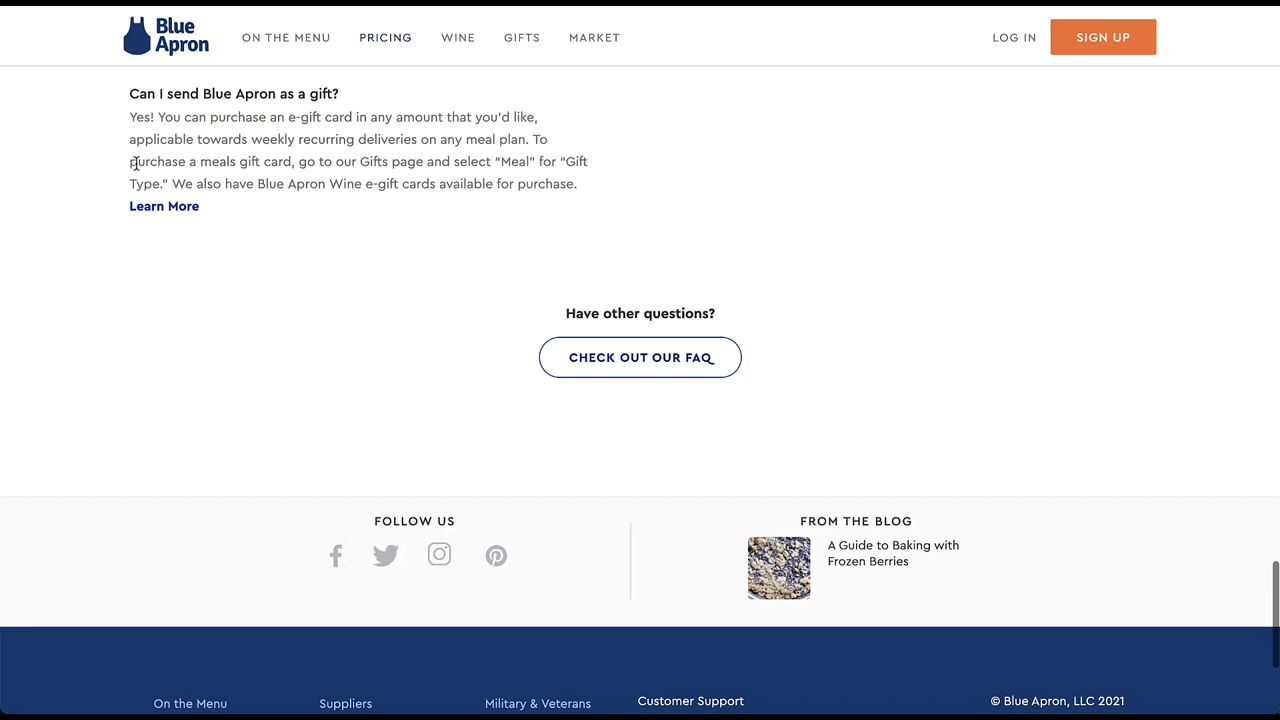 Blue
Apron
ON THE MENU
PRICING
WINE
GIFTS
MARKET
LOG IN
SIGN UP
Can I send Blue Apron as a gift?
Yes! You can purchase an e-gift card in any amount that you'd like,
applicable towards weekly recurring deliveries on any meal plan. To
purchase a meals gift card, go to our Gifts page and select “Meal” for “Gift
Type.” We also have Blue Apron Wine e-gift cards available for purchase.
Learn More
Have other questions?
CHECK OUT OUR FAQ
FOLLOW US
FROM THE BLOG
A Guide to Baking with
Frozen Berries
On the Menu
Suppliers
Military & Veterans
Customer Support
© Blue Apron, LLC 2021